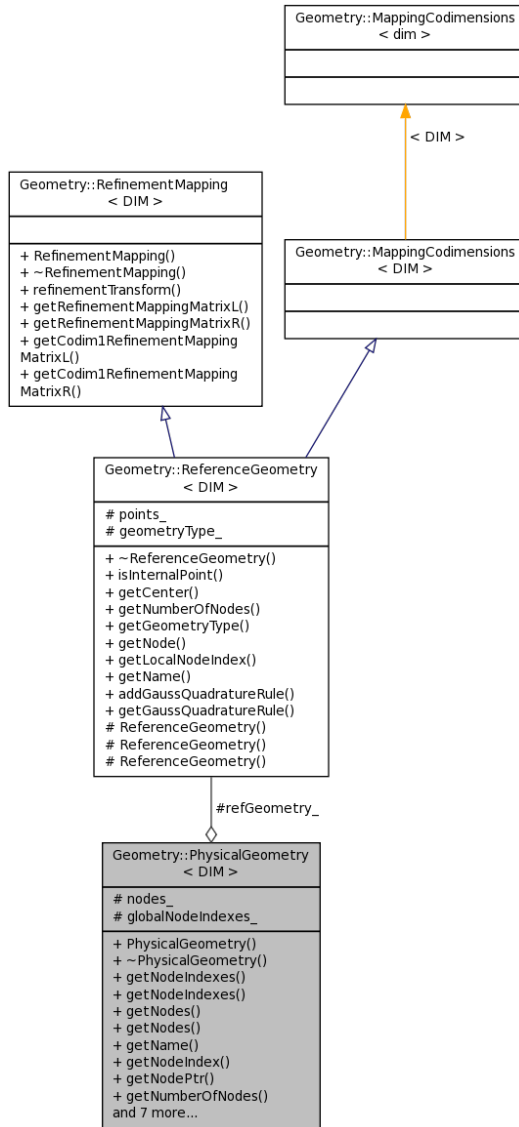 Geometry::MappingCodimensions
< dim >
< DIM >
Geometry::RefinementMapping
< DIM >
+ RefinementMapping()
+ ~RefinementMapping()
+ refinementTransform()
+ getRefinementMappingMatrixL()
+ getRefinementMappingMatrixR()
+ getCodim1RefinementMapping
MatrixL()
+ getCodim1RefinementMapping
MatrixR()
Geometry::MappingCodimensions
< DIM >
Geometry::ReferenceGeometry
< DIM >
# points_
# geometryType_
+ ~ReferenceGeometry()
+ isInternalPoint()
+ getCenter()
+ getNumberOfNodes()
+ getGeometryType()
+ getNode()
+ getLocalNodeIndex()
+ getName()
+ addGaussQuadratureRule()
+ getGaussQuadratureRule()
# ReferenceGeometry()
# ReferenceGeometry()
# ReferenceGeometry()
#refGeometry_
Geometry::PhysicalGeometry
< DIM >
# nodes_
# globalNodeIndexes_
+ PhysicalGeometry()
+ ~PhysicalGeometry()
+ getNodeIndexes()
+ getNodeIndexes()
+ getNodes()
+ getNodes()
+ getName()
+ getNodeIndex()
+ getNodePtr()
+ getNumberOfNodes()
and 7 more...